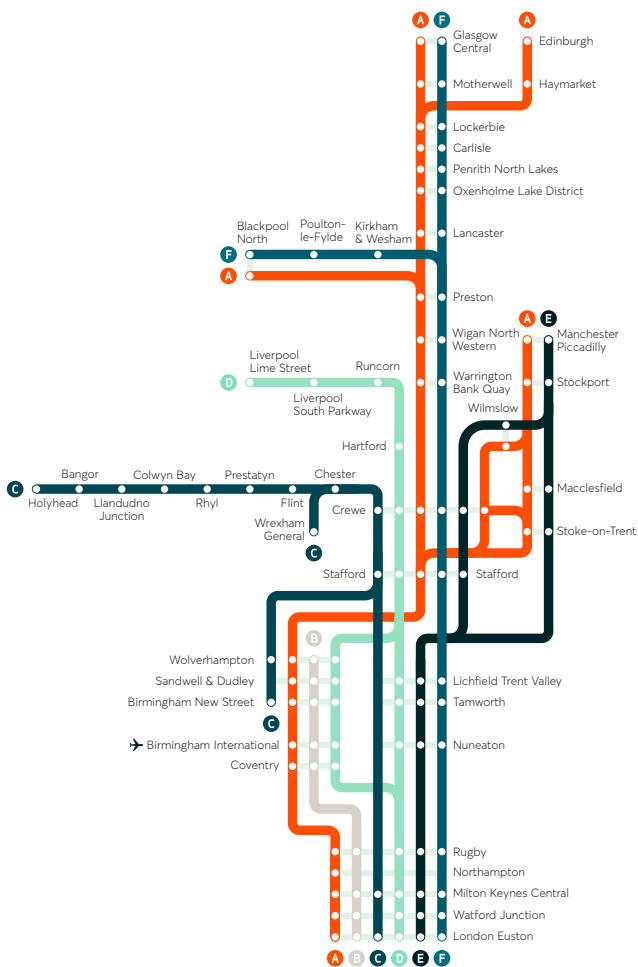 A F A
Glasgow
Central
Edinburgh
Motherwell
Haymarket
Lockerbie
Carlisle
Penrith North Lakes
Oxenholme Lake District
Blackpool
North
Poulton-
le-Fylde
Kirkham
& Wesham
Lancaster
F
A
Preston
A E
Wigan North
Western
Manchester
Piccadilly
Liverpool
Lime Street
Runcorn
D
Liverpool
South Parkway
Warrington
Bank Quay
Stockport
Wilmslow
Hartford
Bangor
Colwyn Bay
Prestatyn
Chester
C
Holyhead
Llandudno
Junction
Rhyl
Flint
Macclesfield
Crewe
Wrexham
General
Stoke-on-Trent
C
Stafford
Stafford
B
Wolverhampton
Sandwell & Dudley
Lichfield Trent Valley
Birmingham New Street
Tamworth
C
Birmingham International
Nuneaton
Coventry
Rugby
Northampton
Milton Keynes Central
Watford Junction
London Euston
A B C D E F